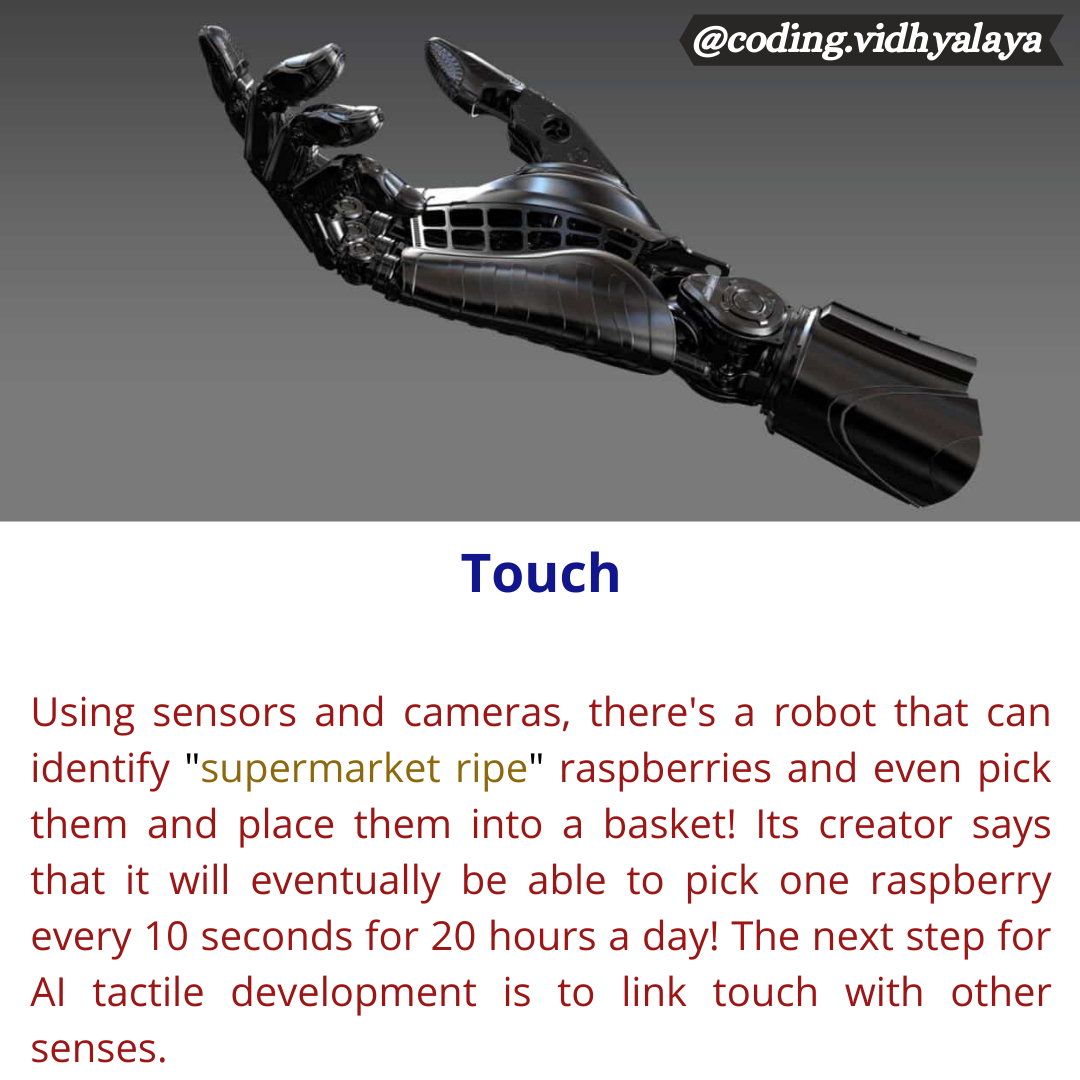 @coding.vidhyalaya
Touch
Using sensors and cameras, there's a robot that can
identify "supermarket ripe" raspberries and even pick
them and place them into a basket! Its creator says
that it will eventually be able to pick one raspberry
every 10 seconds for 20 hours a day! The next step for
AI tactile development is to link touch with other
senses.